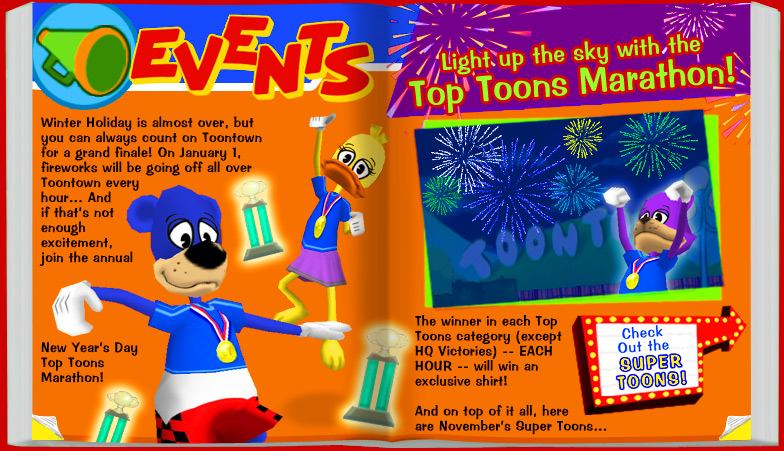 EVENTS
Winter Holiday is almost over, but
you can always count on Toontown
for a grand finale! On January 1,
fireworks will be going off all over
Toontown every
hour... And
if that's not
enough
excitement,
join the annual
New Year's Day
Top Toons
Marathon!
Light up the sky with the
Top Toons Marathon!
TOONT
The winner in each Top
Toons category (except
HQ Victories) -- EACH
HOUR -- will win an
exclusive shirt!
And on top of it all, here
are November's Super Toons...
Check
Out the
SUPER
TOONS!